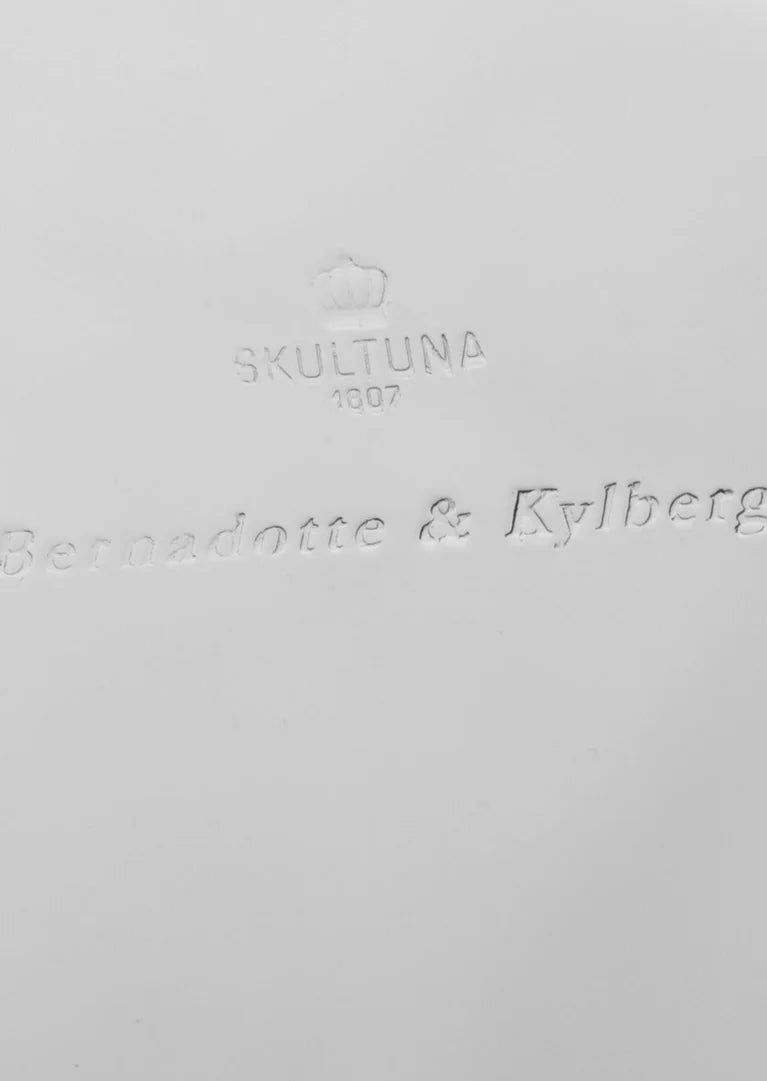 SKULTUNA
1607
Bernadotte & Kylberg